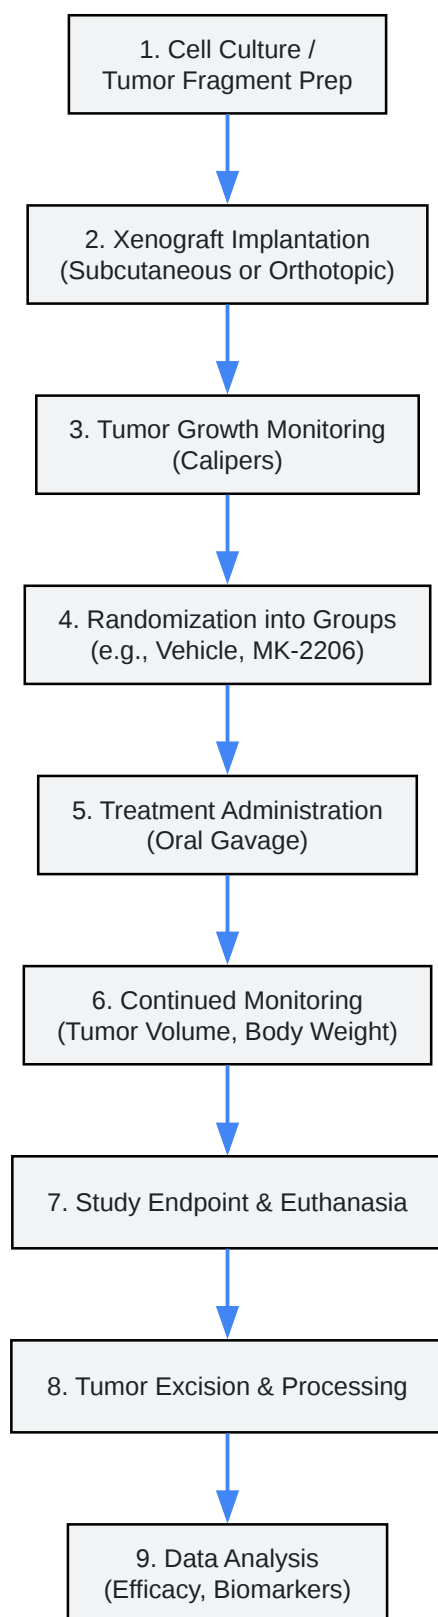 1. Cell Culture /
Tumor Fragment Prep
2. Xenograft Implantation
(Subcutaneous or Orthotopic)
3. Tumor Growth Monitoring
(Calipers)
4. Randomization into Groups
(e.g., Vehicle, MK-2206)
5. Treatment Administration
(Oral Gavage)
6. Continued Monitoring
(Tumor Volume, Body Weight)
7. Study Endpoint & Euthanasia
8. Tumor Excision & Processing
9. Data Analysis
(Efficacy, Biomarkers)